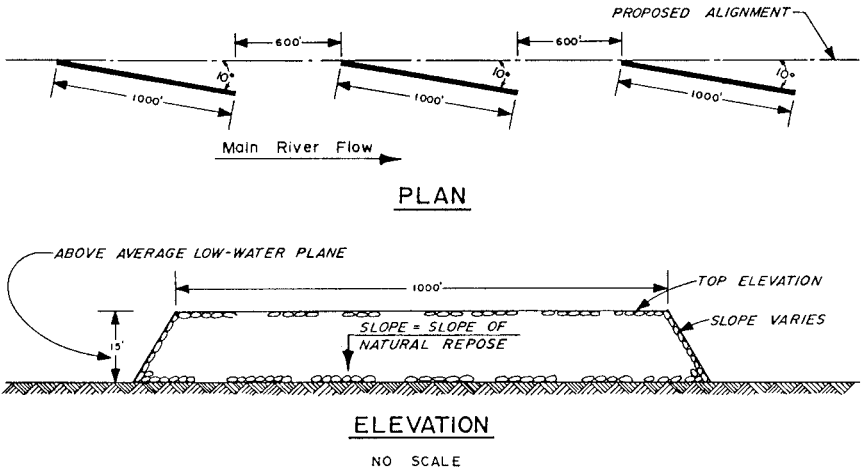 PROPOSED ALIGNMENT
600' 600'
10° 10° 10°
1000' 1000' 1000'
Main River Flow
PLAN
ABOVE AVERAGE LOW-WATER PLANE
1000'
TOP ELEVATION
SLOPE VARIES
SLOPE = SLOPE OF
NATURAL REPOSE
15'
ELEVATION
NO SCALE